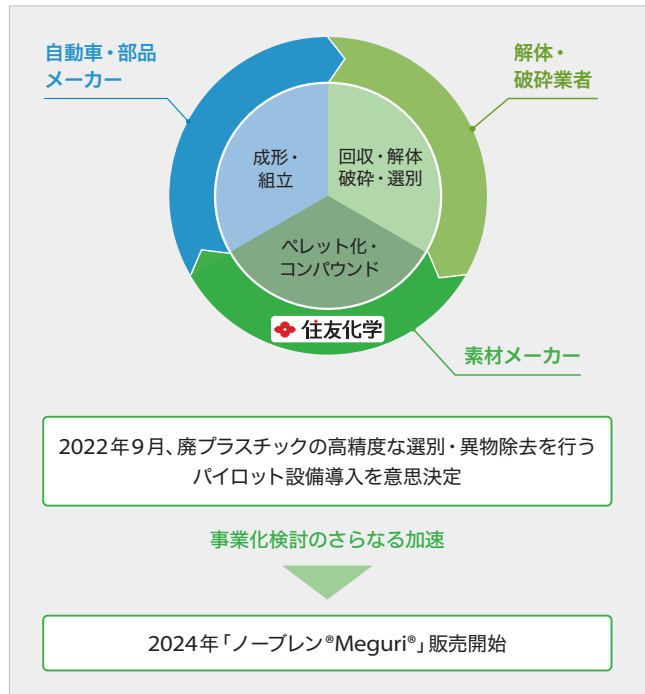 自動車・部品
メーカー
解体・
破砕業者
成形・
組立
回収・解体
破砕・選別
ペレット化・
コンパウンド
住友化学
素材メーカー
2022年9月、廃プラスチックの高精度な選別・異物除去を行う
パイロット設備導入を意思決定
事業化検討のさらなる加速
2024年「ノーブレン®Meguri®」販売開始